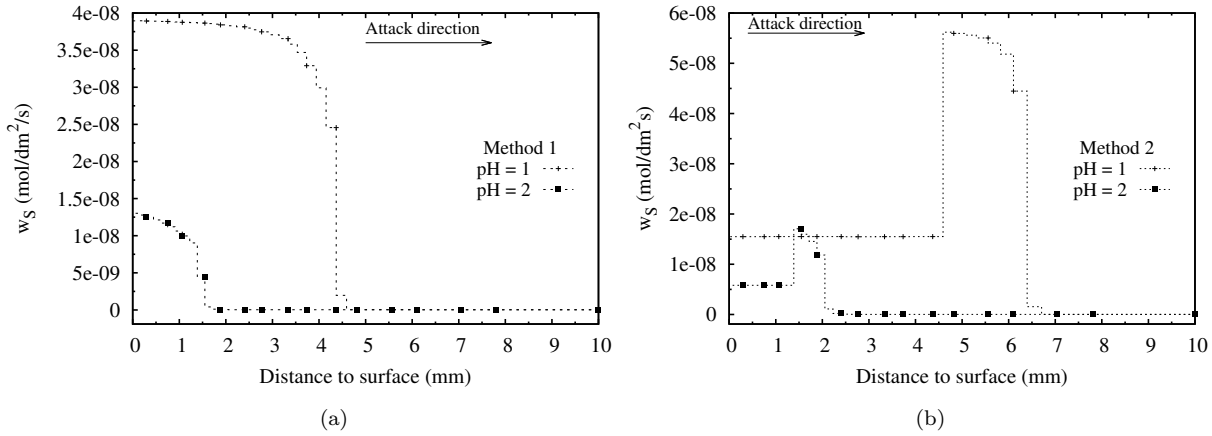 4e-08
3.5e-08
3e-08
2.5e-08
2e-08
1.5e-08
1e-08
5e-09
0
w_S (mol/dm²/s)
Attack direction
Method 1
pH = 1
pH = 2
0 1 2 3 4 5 6 7 8 9 10
Distance to surface (mm)
(a)
6e-08
5e-08
4e-08
3e-08
2e-08
1e-08
0
w_S (mol/dm²s)
Attack direction
Method 2
pH = 1
pH = 2
0 1 2 3 4 5 6 7 8 9 10
Distance to surface (mm)
(b)